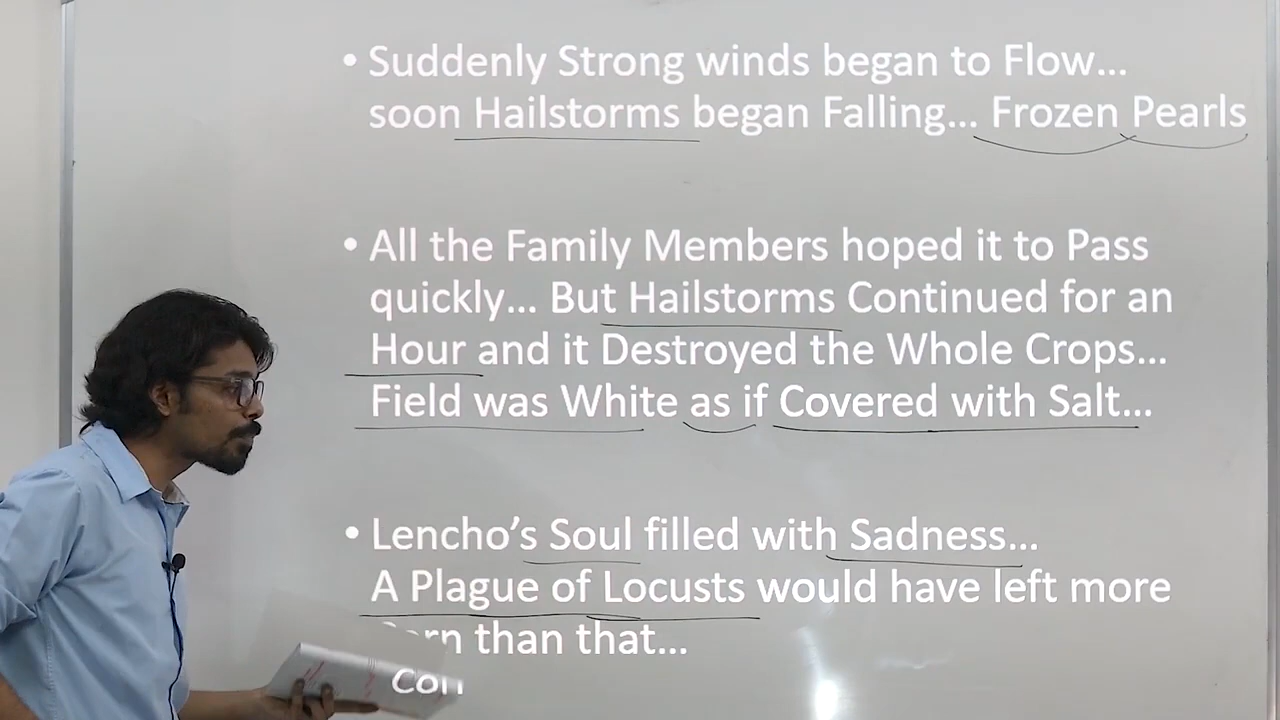 • Suddenly Strong winds began to Flow...
soon Hailstorms began Falling... Frozen Pearls
• All the Family Members hoped it to Pass
quickly... But Hailstorms Continued for an
Hour and it Destroyed the Whole Crops...
Field was White as if Covered with Salt...
• Lencho's Soul filled with Sadness...
A Plague of Locusts would have left more
than that...